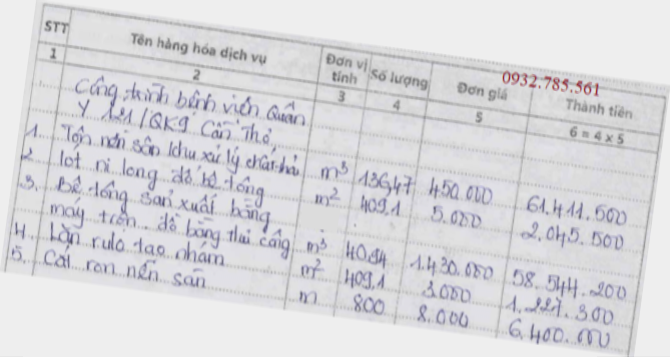 0932.785.561
STT Tên hàng hóa dịch vụ Đơn vị tính Số lượng Đơn giá Thành tiền
1 2 3 4 5 6 = 4 x 5
Công trình bệnh viện Quân
Y 121/QK9 Cần Thơ,
1. Tôn nền sân khu xử lý chất thải m³ 136,47 450.000 61.411.500
2. lót ni long đổ bê tông m² 409,1 5.000 2.045.500
3. Bê tông sản xuất bằng
máy trộn đổ bằng thủ công m³ 40.94 1.430.000 58.544.200
4. Lăn rulo tạo nhám m² 409,1 3.000 1.227.300
5. Cắt ron nền sân m 800 8.000 6.400.000